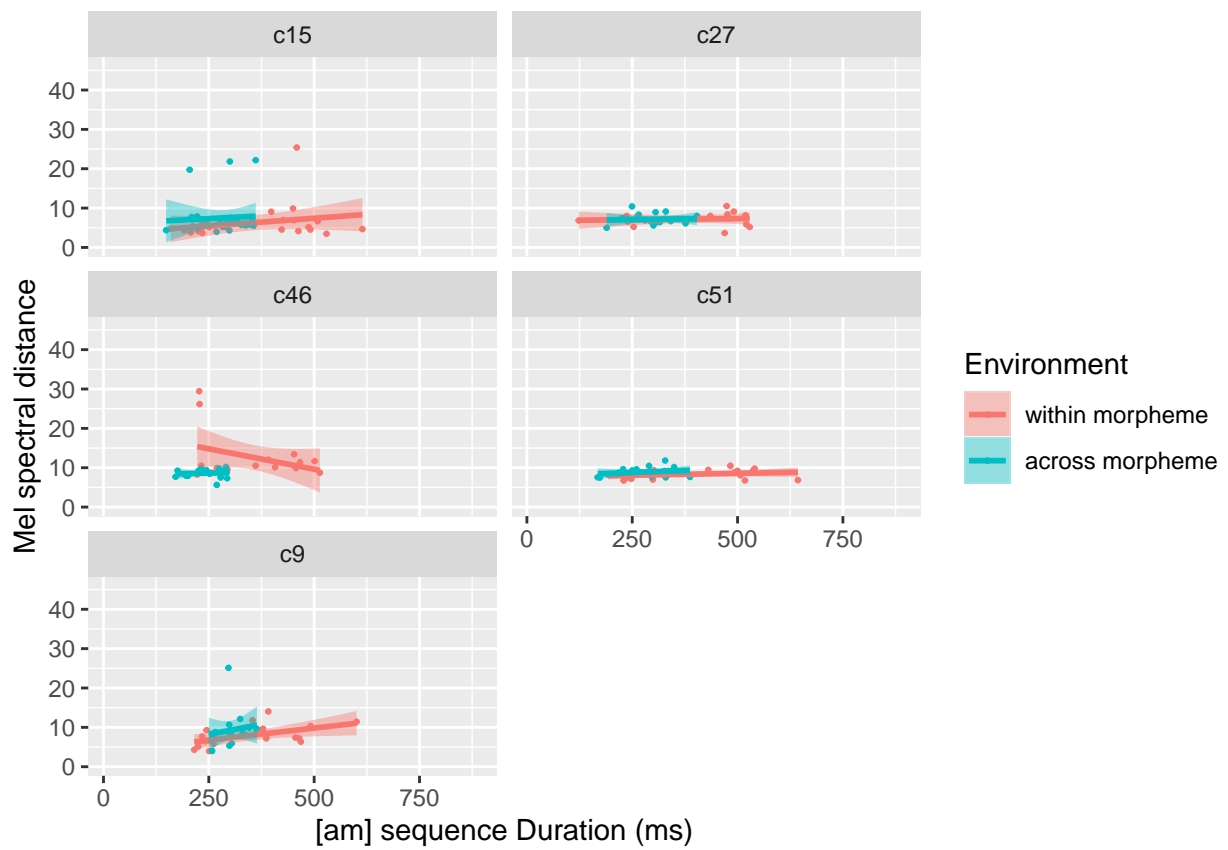 c15
c27
40
30
20
10
0
c46
c51
40
30
20
10
0
0 250 500 750
c9
40
30
20
10
0
0 250 500 750
[am] sequence Duration (ms)
Mel spectral distance
Environment
within morpheme
across morpheme